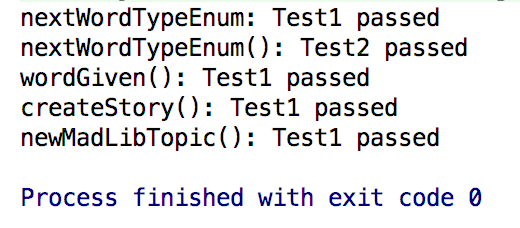 nextWordTypeEnum: Test1 passed
nextWordTypeEnum(): Test2 passed
wordGiven(): Test1 passed
createStory(): Test1 passed
newMadLibTopic(): Test1 passed
Process finished with exit code 0